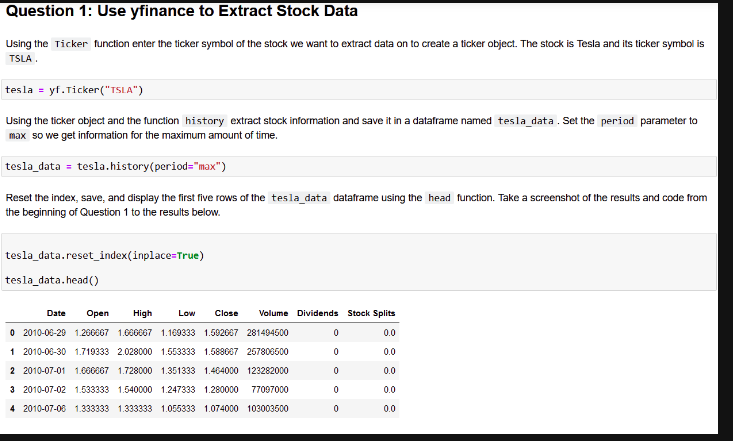 Question 1: Use yfinance to Extract Stock Data
Using the Ticker function enter the ticker symbol of the stock we want to extract data on to create a ticker object. The stock is Tesla and its ticker symbol is
TSLA .
tesla = yf.Ticker("TSLA")
Using the ticker object and the function history extract stock information and save it in a dataframe named tesla_data . Set the period parameter to
max so we get information for the maximum amount of time.
tesla_data = tesla.history(period="max")
Reset the index, save, and display the first five rows of the tesla_data dataframe using the head function. Take a screenshot of the results and code from
the beginning of Question 1 to the results below.
tesla_data.reset_index(inplace=True)
tesla_data.head()
Date Open High Low Close Volume Dividends Stock Splits
0 2010-06-29 1.266667 1.666667 1.169333 1.592667 281494500 0 0.0
1 2010-06-30 1.719333 2.028000 1.553333 1.588667 257806500 0 0.0
2 2010-07-01 1.666667 1.728000 1.351333 1.464000 123282000 0 0.0
3 2010-07-02 1.533333 1.540000 1.247333 1.280000 77097000 0 0.0
4 2010-07-06 1.333333 1.333333 1.055333 1.074000 103003500 0 0.0